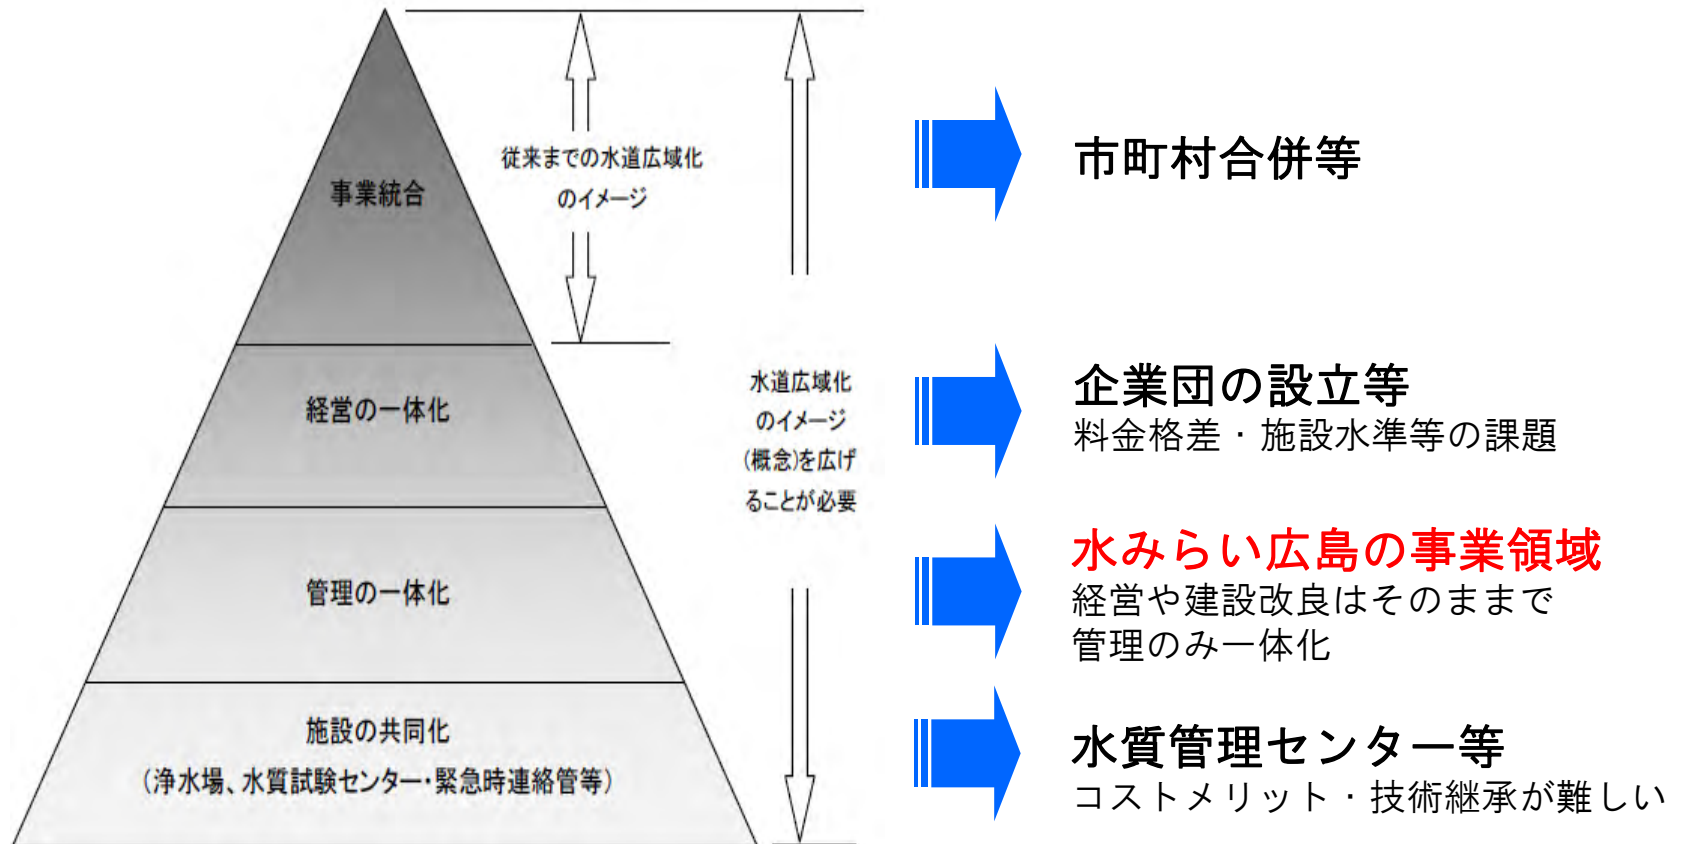 事業統合
経営の一体化
管理の一体化
施設の共同化
（浄水場、水質試験センター・緊急時連絡管等）
従来までの水道広域化
のイメージ
水道広域化
のイメージ
(概念)を広げ
ることが必要
市町村合併等
企業団の設立等
料金格差・施設水準等の課題
水みらい広島の事業領域
経営や建設改良はそのままで
管理のみ一体化
水質管理センター等
コストメリット・技術継承が難しい